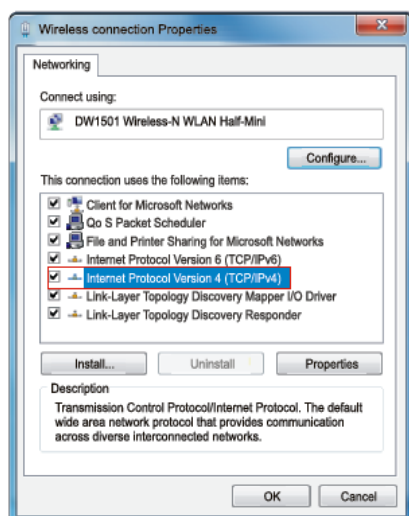 Wireless connection Properties
Networking
Connect using:
DW1501 Wireless-N WLAN Half-Mini
Configure...
This connection uses the following items:
Client for Microsoft Networks
Qo S Packet Scheduler
File and Printer Sharing for Microsoft Networks
Internet Protocol Version 6 (TCP/IPv6)
Internet Protocol Version 4 (TCP/IPv4)
Link-Layer Topology Discovery Mapper I/O Driver
Link-Layer Topology Discovery Responder
Install... Uninstall Properties
Description
Transmission Control Protocol/Internet Protocol. The default
wide area network protocol that provides communication
across diverse interconnected networks.
OK Cancel